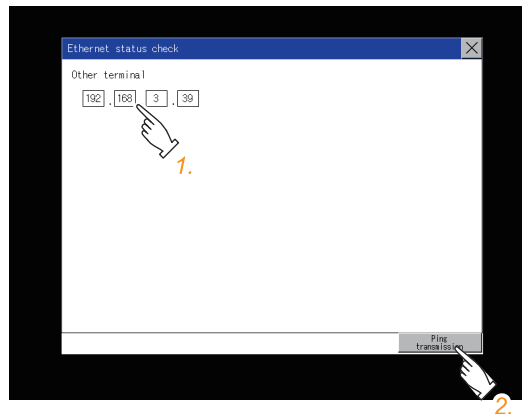 Ethernet status check
Other terminal
192 . 168 . 3 . 39
1.
Ping
transmission
2.